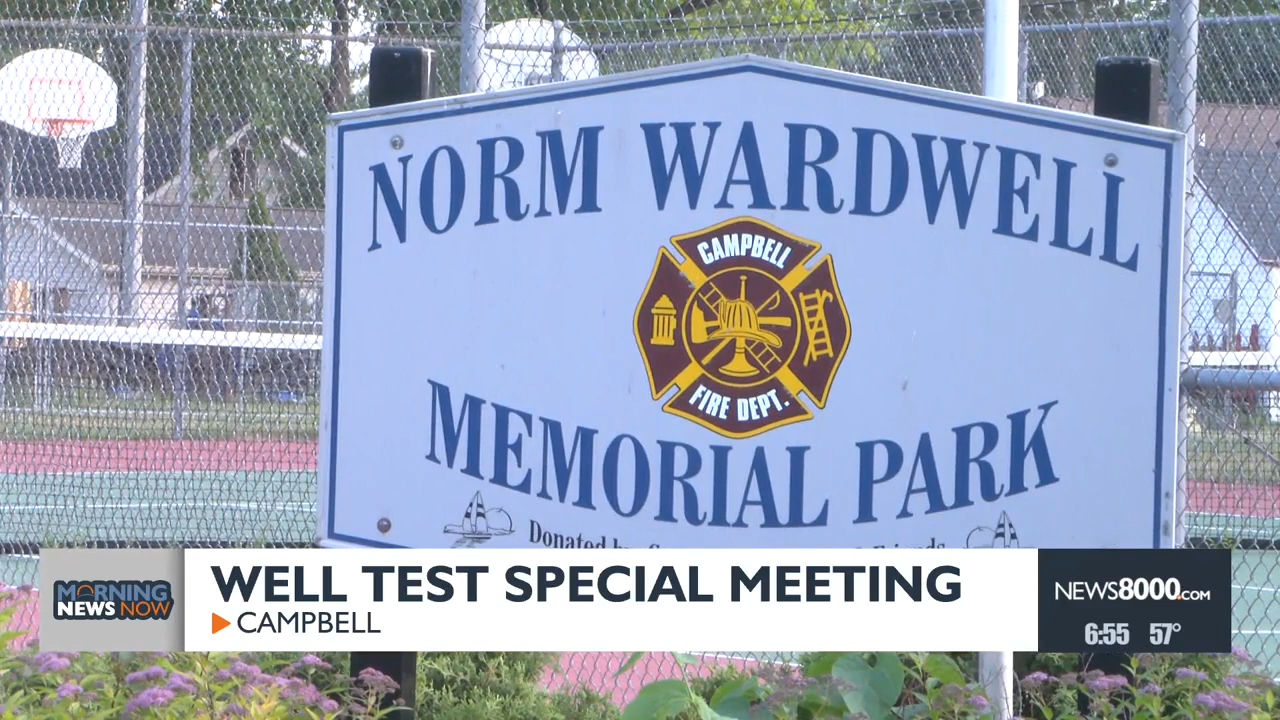 NORM WARDWELL
CAMPBELL
FIRE DEPT.
MEMORIAL PARK
Donated by
Friends
MORNING
NEWS NOW
WELL TEST SPECIAL MEETING
CAMPBELL
NEWS8000.COM
6:55 57°